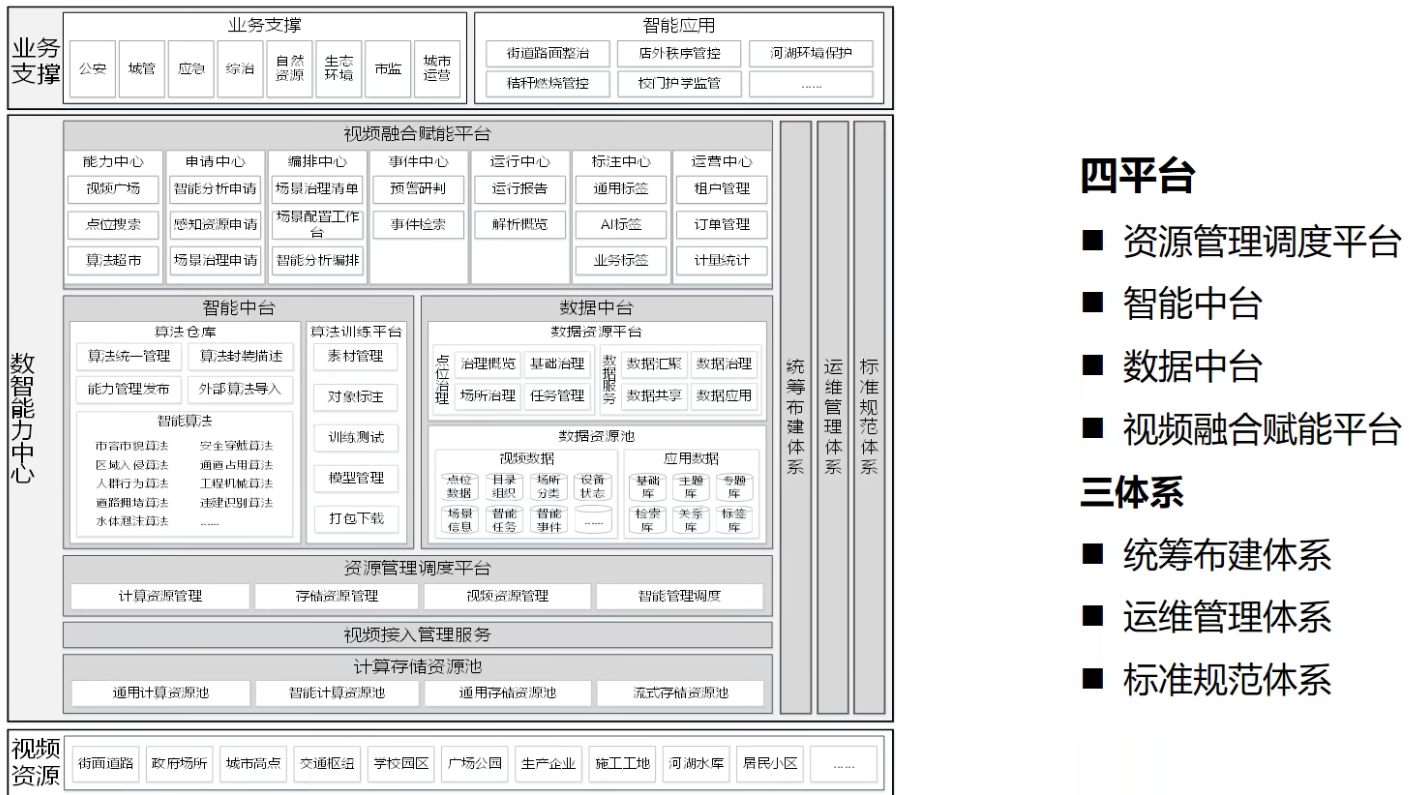 业务
支撑
业务支撑
公安
城管
应急
综治
自然
资源
生态
环境
市监
城市
运营
智能应用
街道路面整治
店外秩序管控
河湖环境保护
秸秆燃烧管控
校门护学监管
......
数智能力中心
视频融合赋能平台
能力中心
视频广场
点位搜索
算法超市
申请中心
智能分析申请
感知资源申请
场景治理申请
编排中心
场景治理清单
场景配置工作
台
智能分析编排
事件中心
预警研判
事件检索
运行中心
运行报告
解析概览
标注中心
通用标签
AI标签
业务标签
运营中心
租户管理
订单管理
计量统计
智能中台
算法仓库
算法统一管理
算法封装描述
能力管理发布
外部算法导入
智能算法
市容市貌算法
安全穿戴算法
区域入侵算法
通道占用算法
人群行为算法
工程机械算法
道路拥堵算法
违建识别算法
水体漂浮算法
......
算法训练平台
素材管理
对象标注
训练测试
模型管理
打包下载
数据中台
数据资源平台
点位治理
治理概览
基础治理
场所治理
任务管理
数据服务
数据汇聚
数据治理
数据共享
数据应用
数据资源池
视频数据
点位
数据
目录
组织
场所
分类
设备
状态
场景
信息
智能
任务
智能
事件
......
应用数据
基础
库
主题
库
专题
库
检索
库
关系
库
标签
库
资源管理调度平台
计算资源管理
存储资源管理
视频资源管理
智能管理调度
视频接入管理服务
计算存储资源池
通用计算资源池
智能计算资源池
通用存储资源池
流式存储资源池
统筹布建体系
运维管理体系
标准规范体系
视频
资源
街面道路
政府场所
城市高点
交通枢纽
学校园区
广场公园
生产企业
施工工地
河湖水库
居民小区
......
四平台
■ 资源管理调度平台
■ 智能中台
■ 数据中台
■ 视频融合赋能平台
三体系
■ 统筹布建体系
■ 运维管理体系
■ 标准规范体系